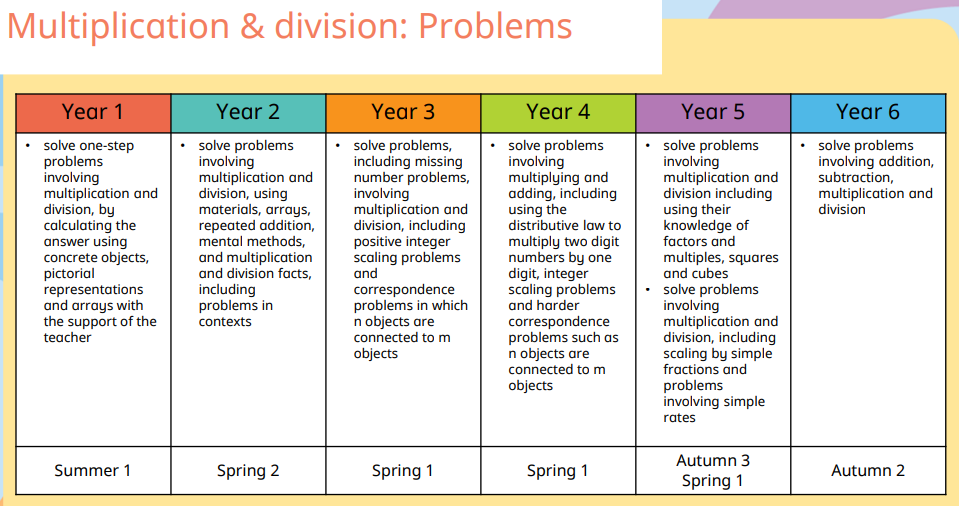 Multiplication & division: Problems
Year 1
Year 2
Year 3
Year 4
Year 5
Year 6
• solve one-step
problems
involving
multiplication and
division, by
calculating the
answer using
concrete objects,
pictorial
representations
and arrays with
the support of the
teacher
• solve problems
involving
multiplication and
division, using
materials, arrays,
repeated addition,
mental methods,
and multiplication
and division facts,
including
problems in
contexts
• solve problems,
including missing
number problems,
involving
multiplication and
division, including
positive integer
scaling problems
and
correspondence
problems in which
n objects are
connected to m
objects
• solve problems
involving
multiplying and
adding, including
using the
distributive law to
multiply two digit
numbers by one
digit, integer
scaling problems
and harder
correspondence
problems such as
n objects are
connected to m
objects
• solve problems
involving
multiplication and
division including
using their
knowledge of
factors and
multiples, squares
and cubes
• solve problems
involving
multiplication and
division, including
scaling by simple
fractions and
problems
involving simple
rates
• solve problems
involving addition,
subtraction,
multiplication and
division
Summer 1
Spring 2
Spring 1
Spring 1
Autumn 3
Spring 1
Autumn 2